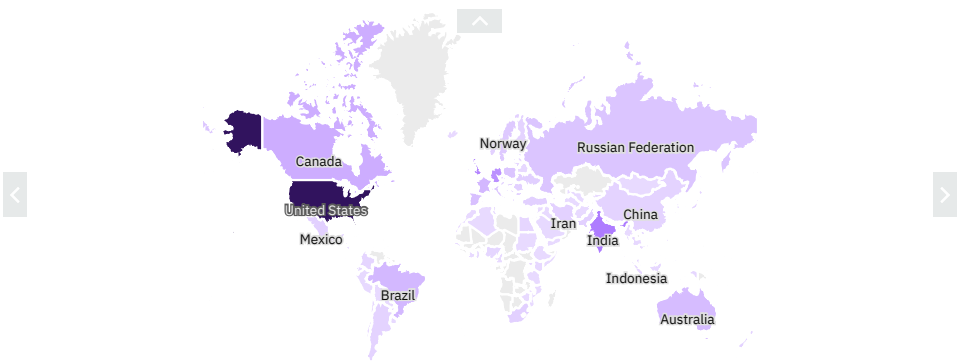 Norway
Russian Federation
Canada
United States
China
Iran
Mexico
India
Indonesia
Brazil
Australia